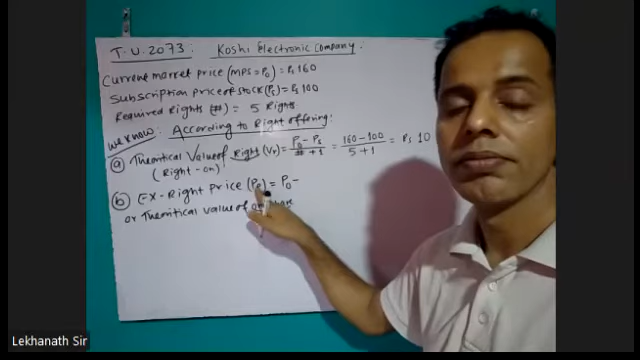 T.U. 2073: Koshi Electronic Company.
Current market price (MPS = P0) = Rs 160
Subscription price of stock (Ps) = Rs 100
Required Rights (#) = 5 Rights
we know: According to Right offering:
(a) Theoritical Value of Right (Vr) = P0 - Ps / # + 1 = 160 - 100 / 5 + 1 = Rs 10
(Right-on)
(b) EX-Right price (Pe) = P0 -
or Theoritical value of share
Lekhanath Sir